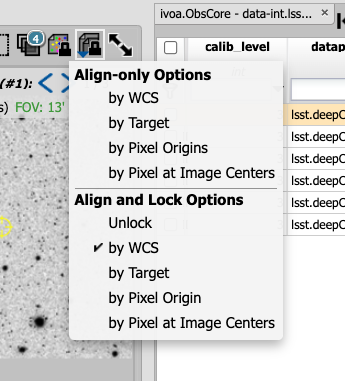 ivoa.ObsCore - data-int.lss... ×
4
calib_level datap
(#1):
s) FOV: 13'
Align-only Options
by WCS
by Target
by Pixel Origins
by Pixel at Image Centers
Align and Lock Options
Unlock
by WCS
by Target
by Pixel Origin
by Pixel at Image Centers
lsst.deepC
lsst.deepC
lsst.deepC
lsst.deepC
lsst.deepC
lsst.deepC